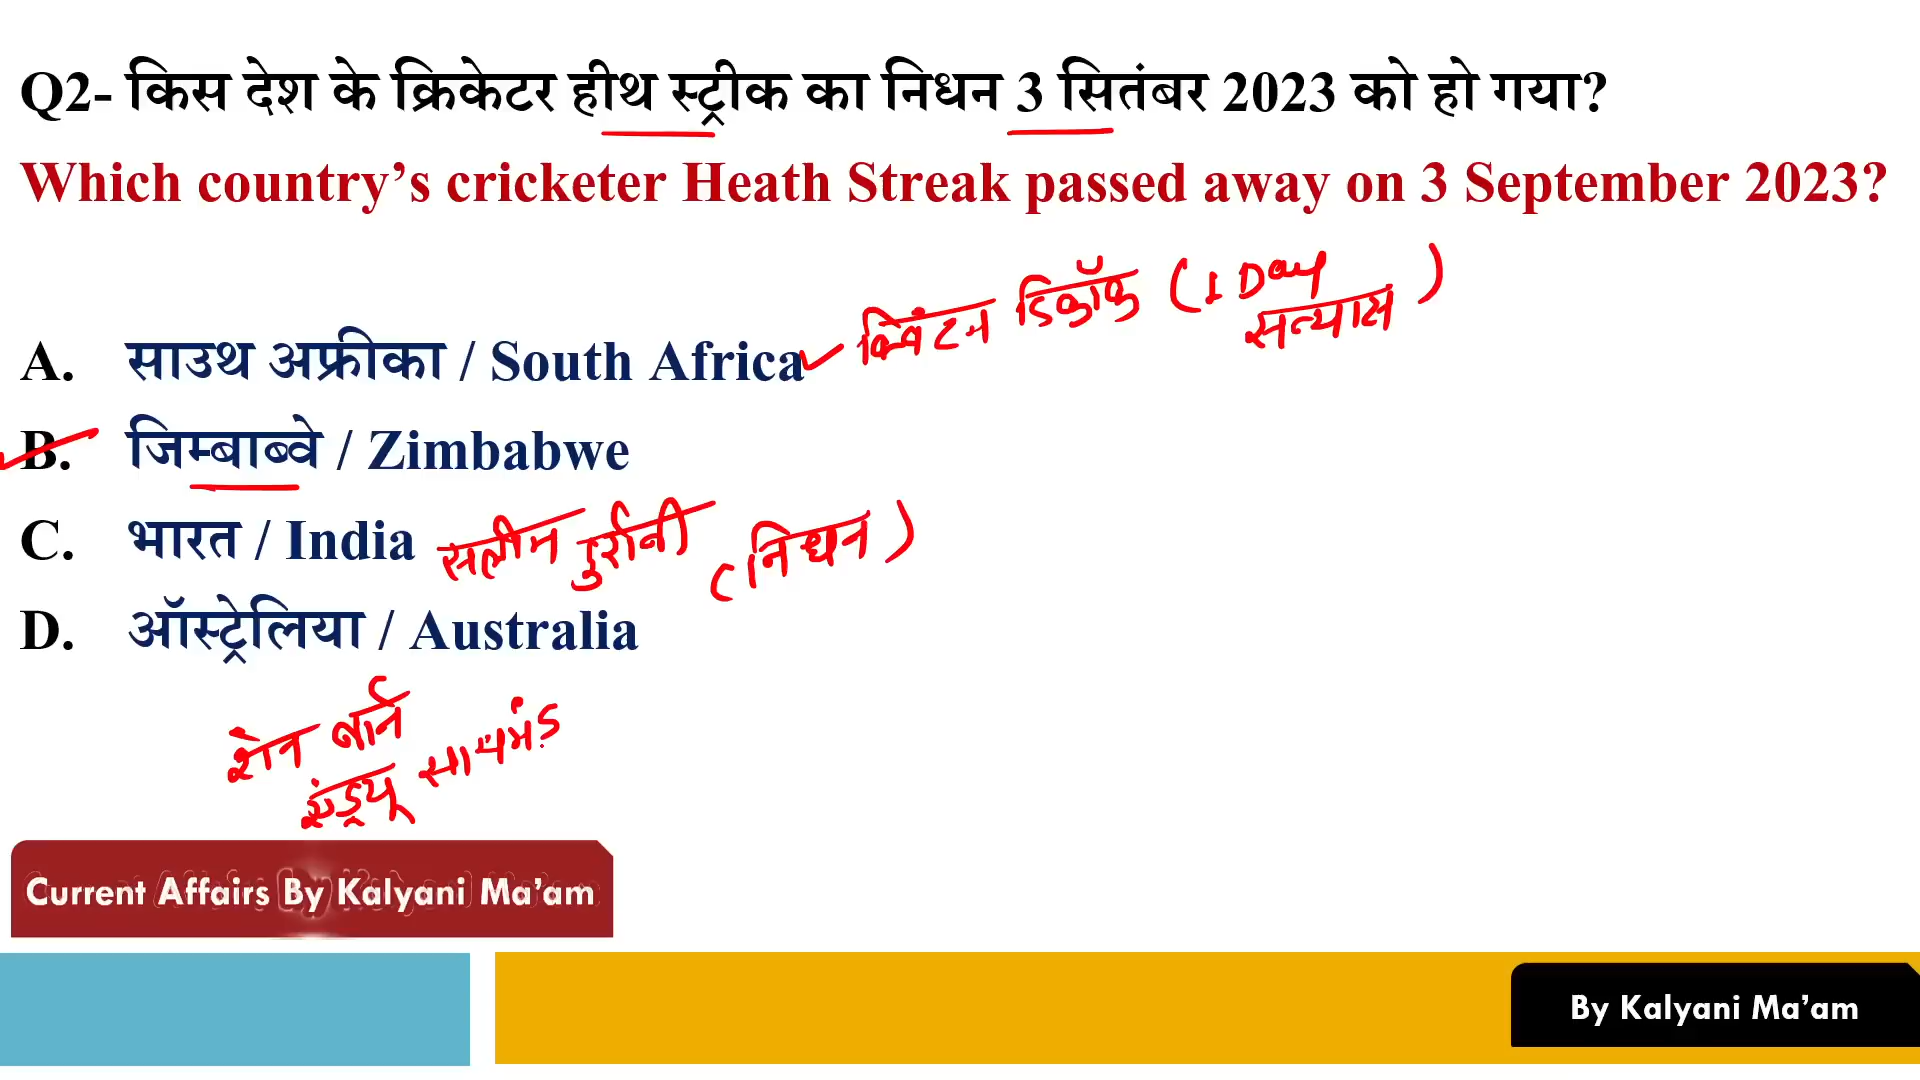 Q2- किस देश के क्रिकेटर हीथ स्ट्रीक का निधन 3 सितंबर 2023 को हो गया?
Which country’s cricketer Heath Streak passed away on 3 September 2023?
A. साउथ अफ्रीका / South Africa क्विंटन डिकॉक (1 Day सन्यास)
B. जिम्बाब्वे / Zimbabwe
C. भारत / India सलीम दुर्रानी (निधन)
D. ऑस्ट्रेलिया / Australia
शेन वार्न
एंड्रयू सायमंड
Current Affairs By Kalyani Ma’am
By Kalyani Ma’am